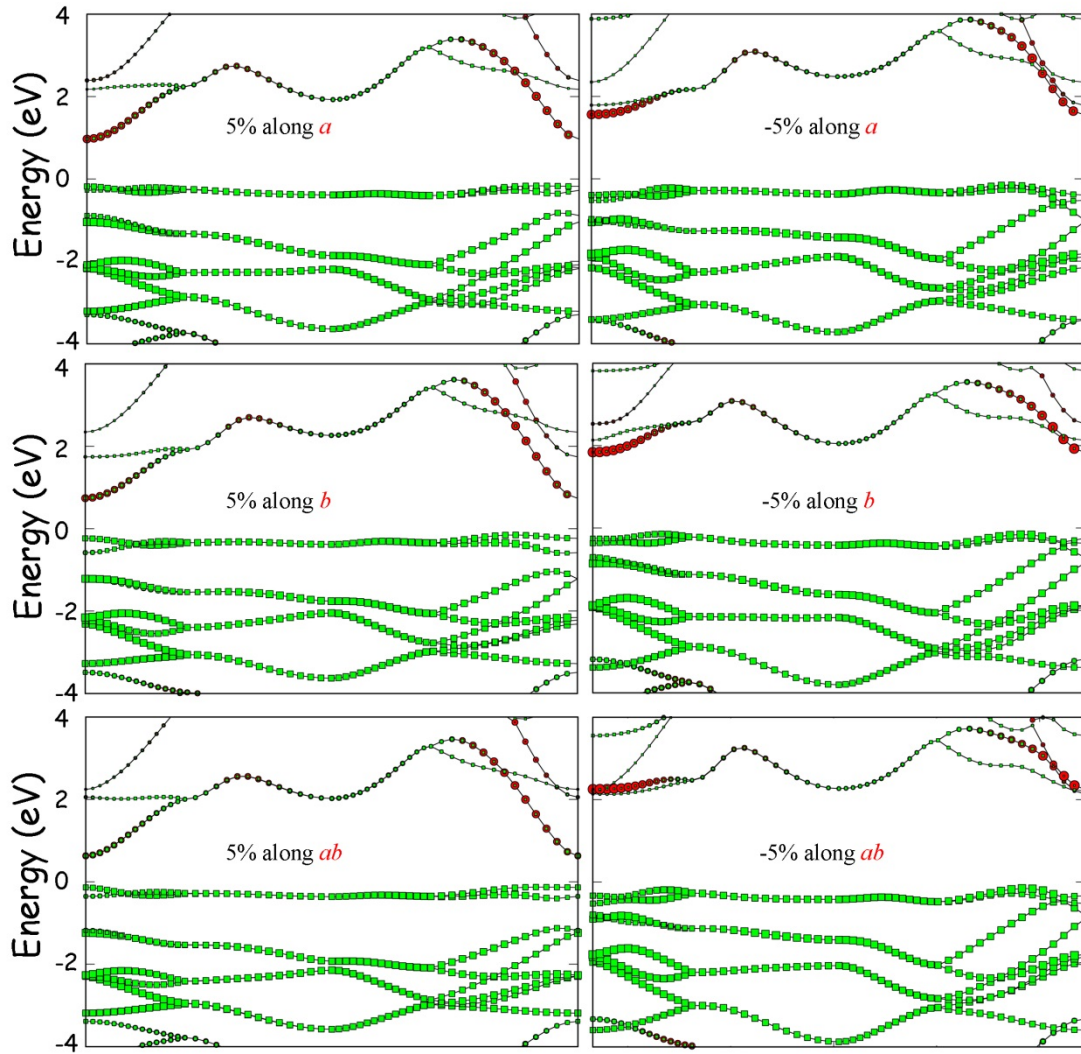 4
2
0
-2
-4
Energy (eV)
5% along a
-5% along a
4
2
0
-2
-4
Energy (eV)
5% along b
-5% along b
4
2
0
-2
-4
Energy (eV)
5% along ab
-5% along ab